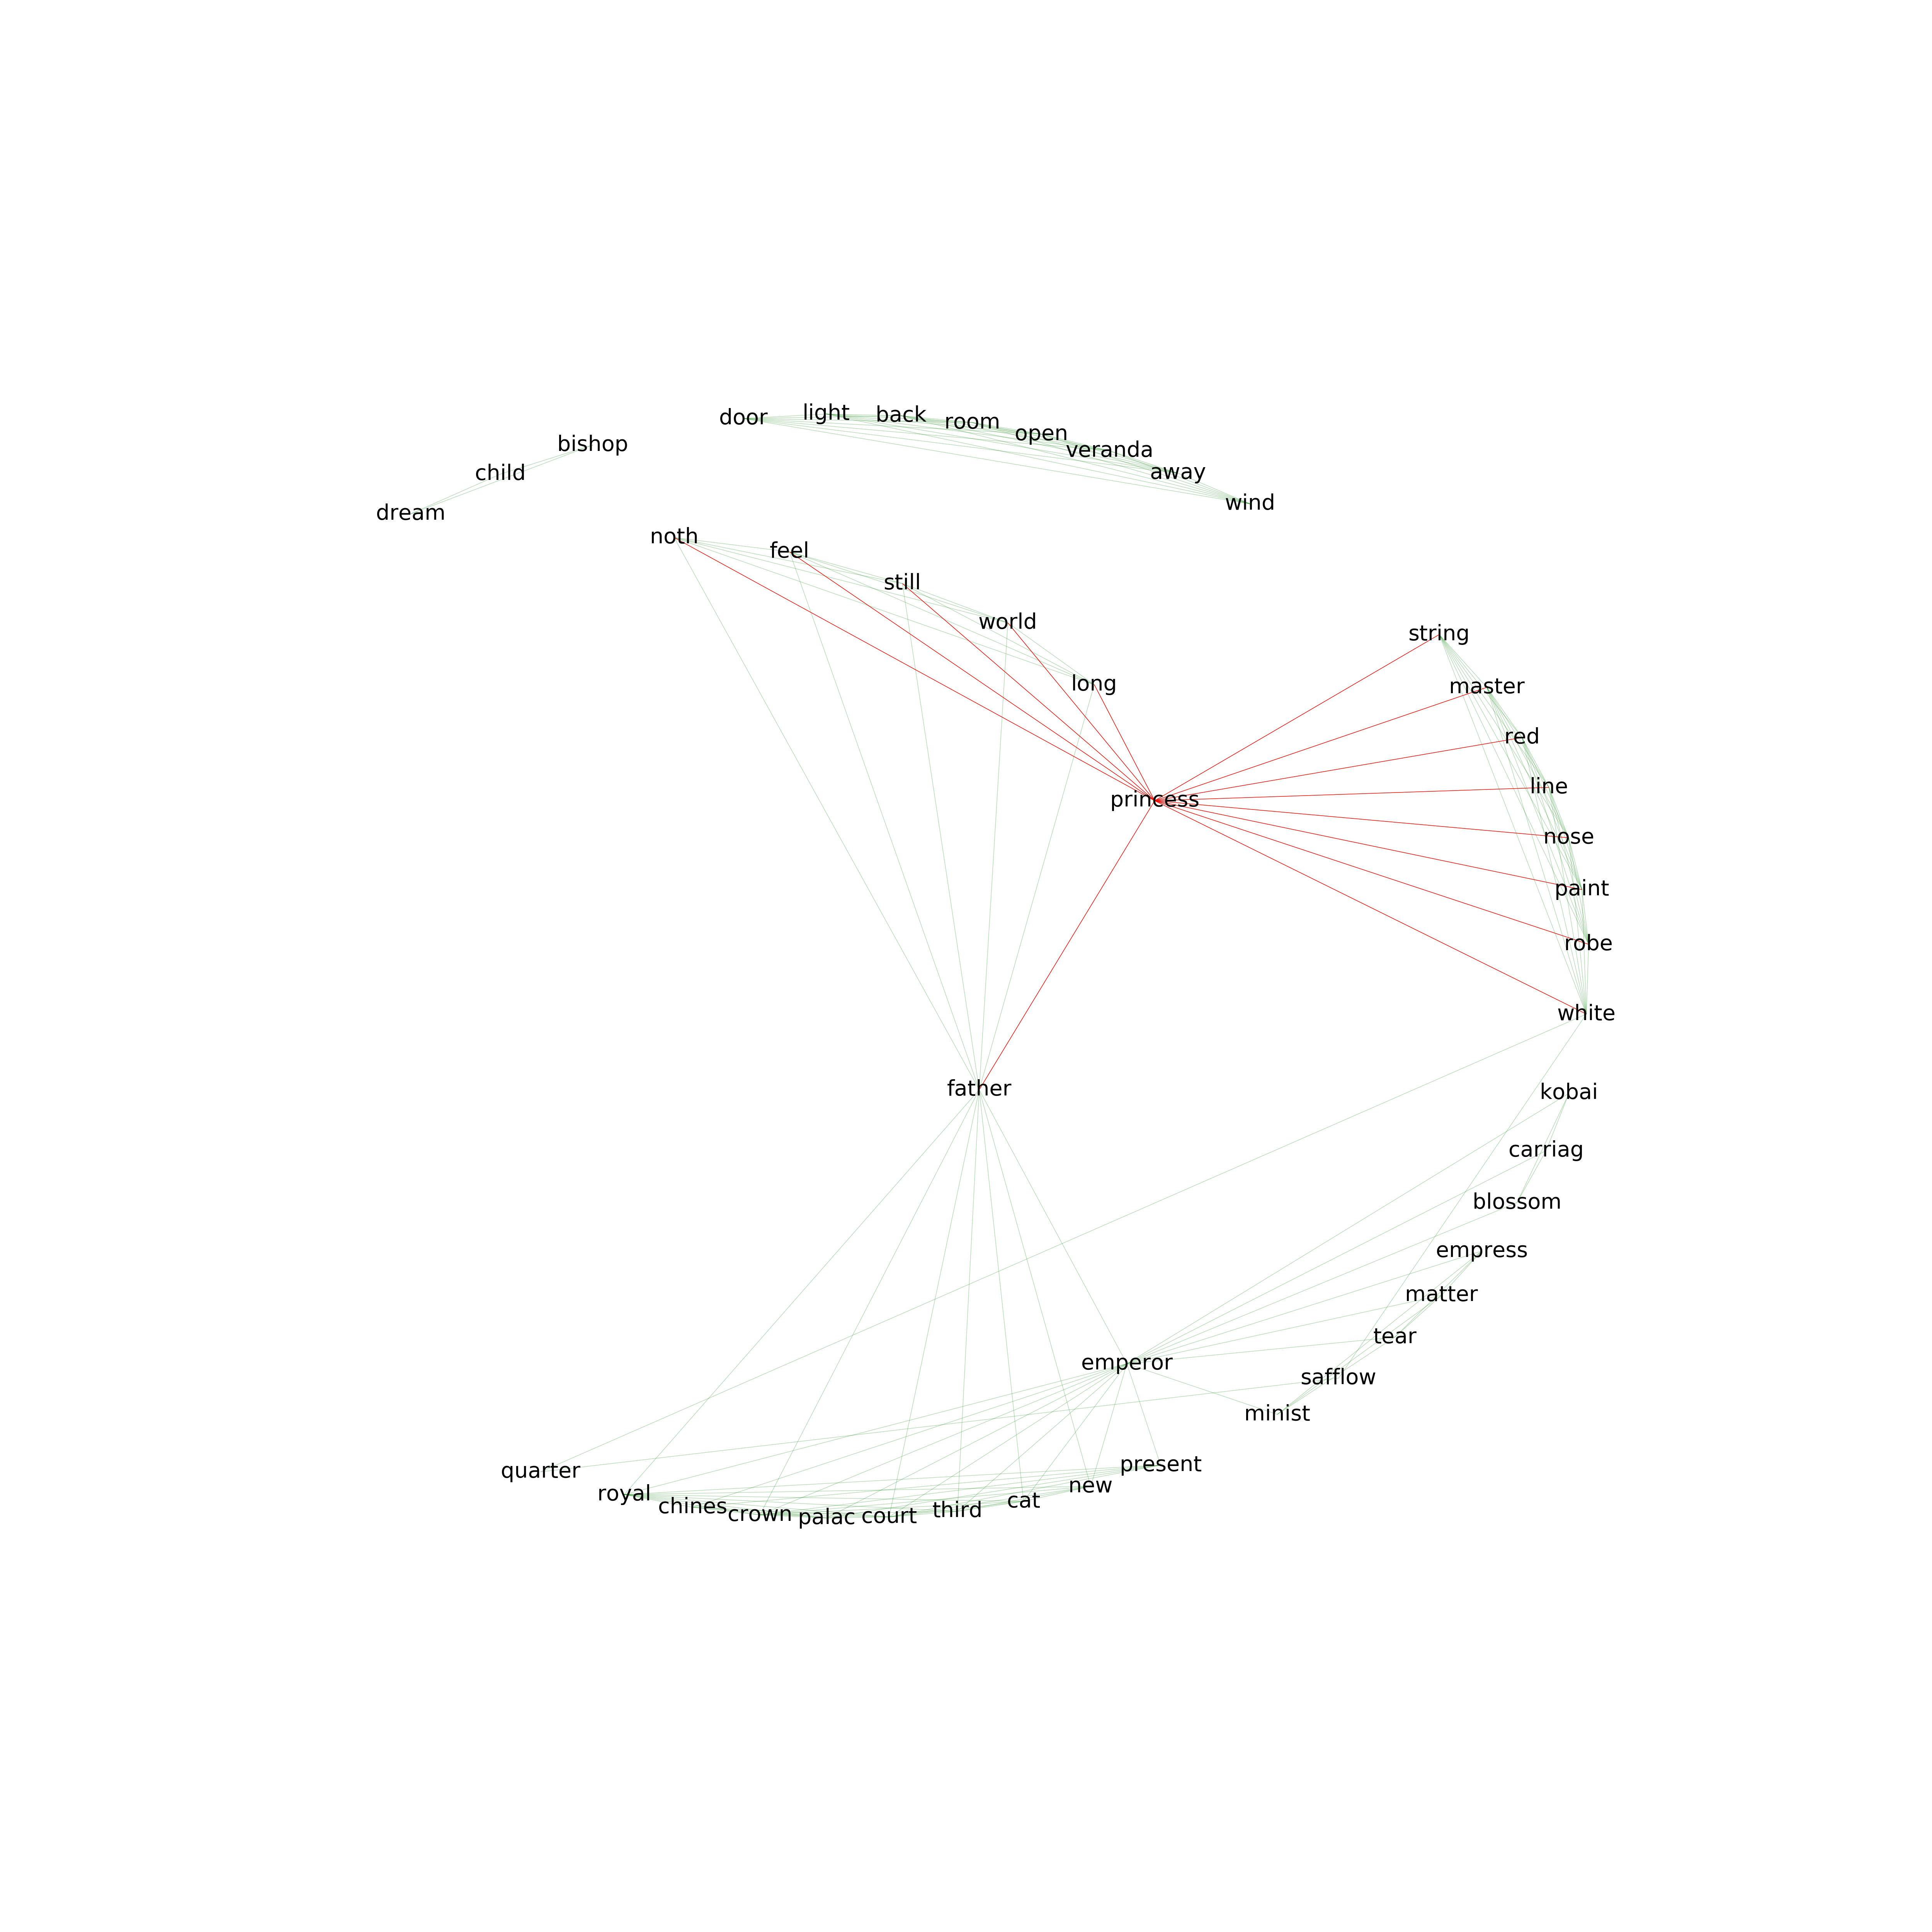 light
back
door
room
open
bishop
veranda
child
away
wind
dream
noth
feel
still
world
string
long
master
red
line
princess
nose
paint
robe
white
father
kobai
carriag
blossom
empress
matter
tear
emperor
safflow
minist
present
quarter
new
royal
cat
chines
third
crown
court
palac